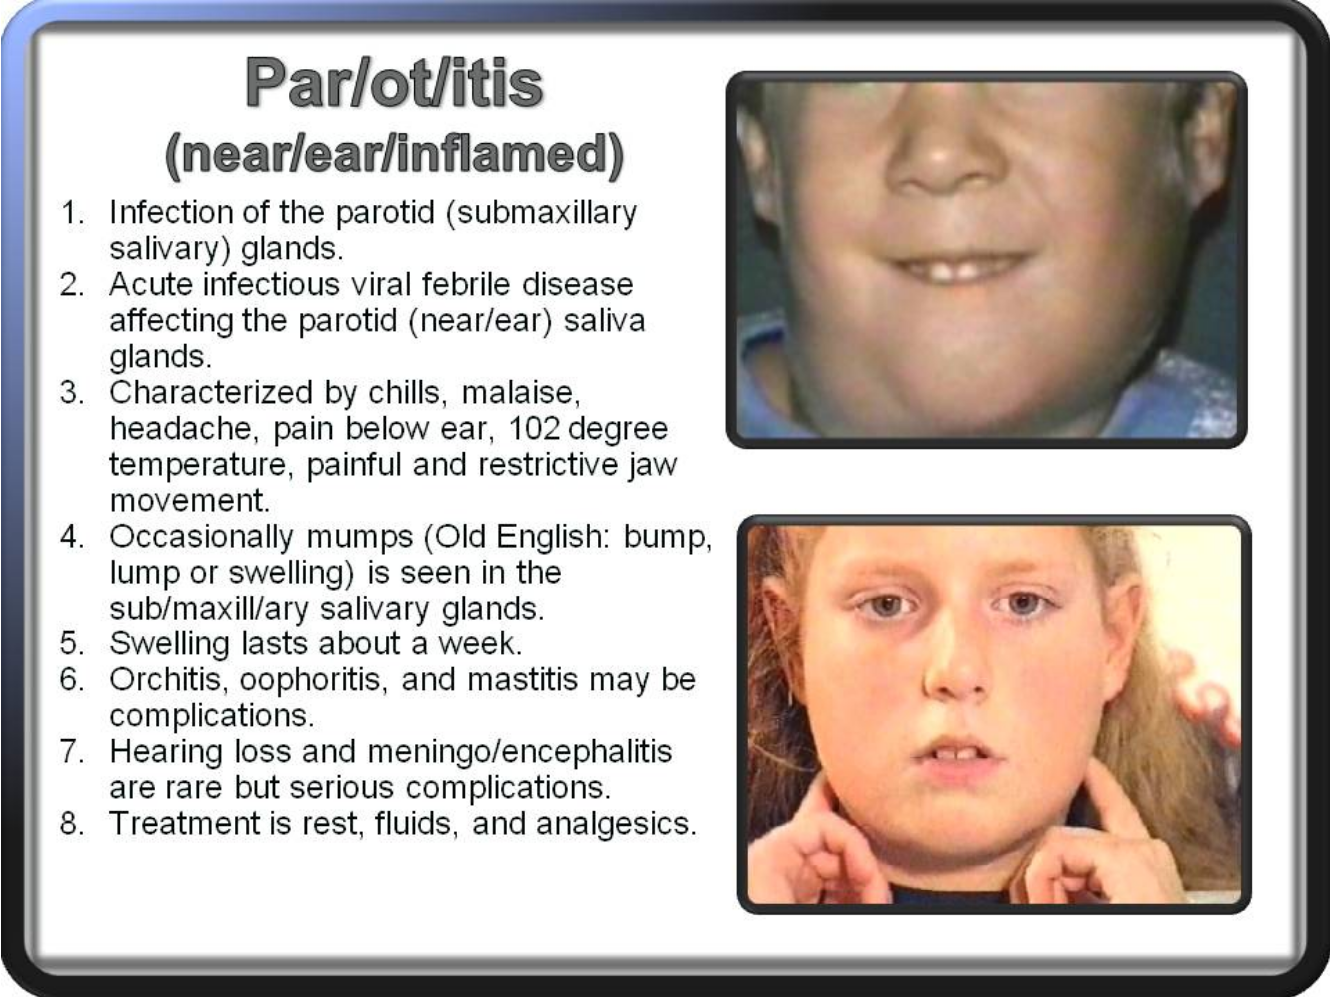 Par/ot/itis
(near/ear/inflamed)
1. Infection of the parotid (submaxillary
salivary) glands.
2. Acute infectious viral febrile disease
affecting the parotid (near/ear) saliva
glands.
3. Characterized by chills, malaise,
headache, pain below ear, 102 degree
temperature, painful and restrictive jaw
movement.
4. Occasionally mumps (Old English: bump,
lump or swelling) is seen in the
sub/maxill/ary salivary glands.
5. Swelling lasts about a week.
6. Orchitis, oophoritis, and mastitis may be
complications.
7. Hearing loss and meningo/encephalitis
are rare but serious complications.
8. Treatment is rest, fluids, and analgesics.